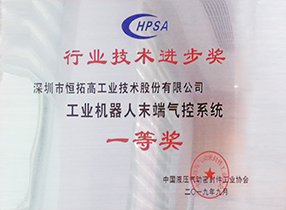 HPSA
行业技术进步奖
深圳市恒拓高工业技术股份有限公司
工业机器人末端气控系统
一等奖
中国液压气动密封件工业协会
二〇一九年九月